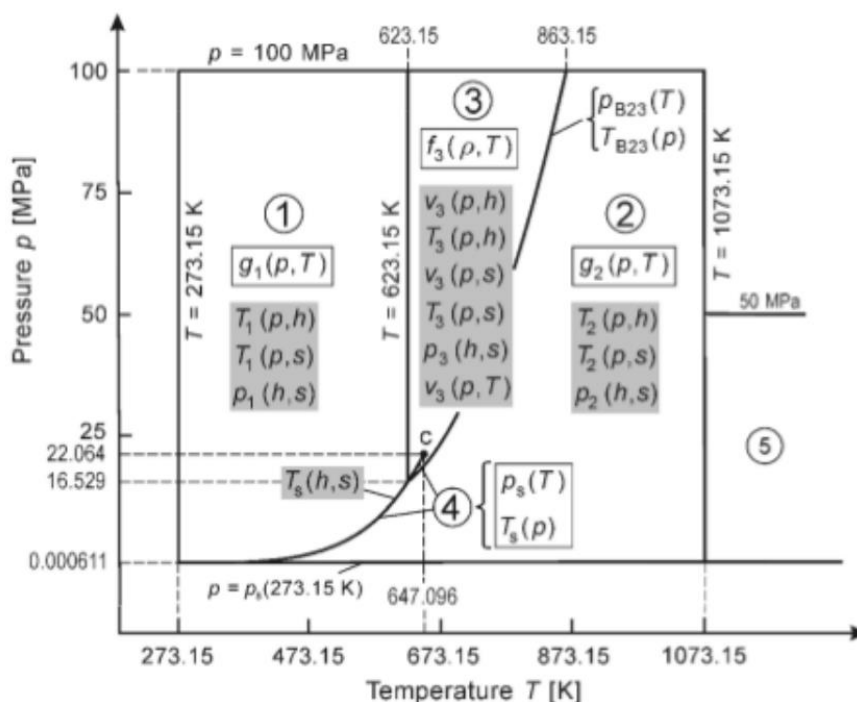 623.15
863.15
p = 100 MPa
100
75
50
25
22.064
16.529
0.000611
Pressure p [MPa]
T = 273.15 K
①
g₁(p,T)
T₁(p,h)
T₁(p,s)
p₁(h,s)
T = 623.15 K
③
f₃(ρ,T)
v₃(p,h)
T₃(p,h)
v₃(p,s)
T₃(p,s)
p₃(h,s)
v₃(p,T)
p_B23(T)
T_B23(p)
②
g₂(p,T)
T₂(p,h)
T₂(p,s)
p₂(h,s)
T = 1073.15 K
50 MPa
⑤
c
Tₛ(h,s)
④
pₛ(T)
Tₛ(p)
p = pₛ(273.15 K)
647.096
273.15
473.15
673.15
873.15
1073.15
Temperature T [K]